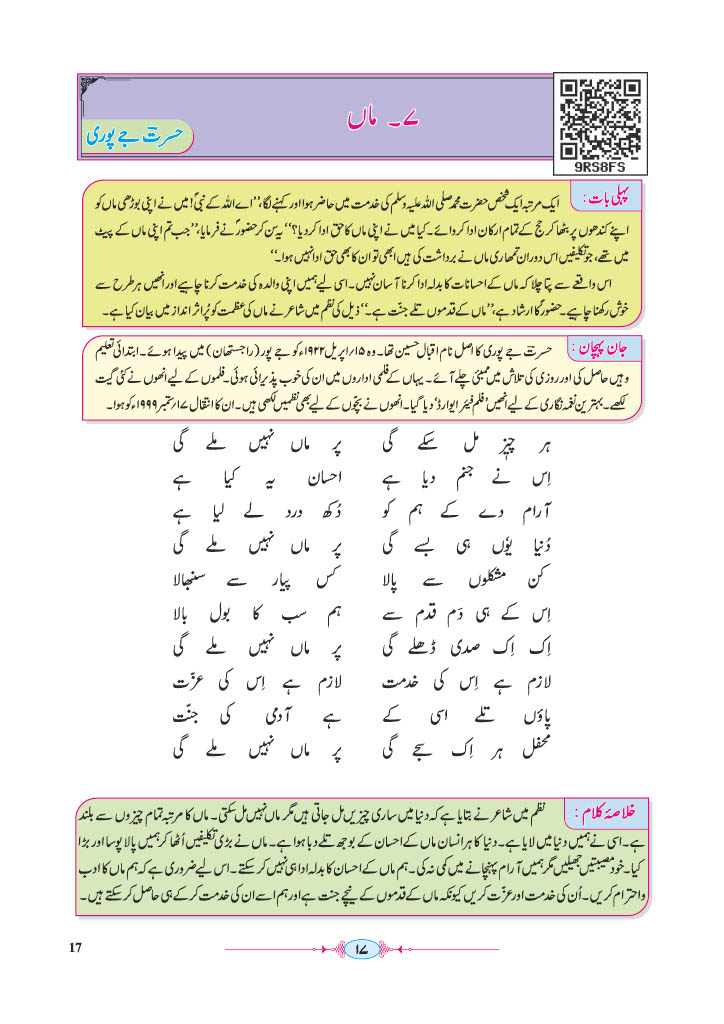 ۷۔ ماں
حسرتؔ جے پوری
9RS8FS
پہلی بات : ایک مرتبہ ایک شخص حضرت محمد صلی اللہ علیہ وسلم کی خدمت میں حاضر ہوا اور کہنے لگا، ”اے اللہ کے نبیؐ! میں نے اپنی بوڑھی ماں کو
اپنے کندھوں پر بٹھا کر حج کے تمام ارکان ادا کروائے۔ کیا میں نے اپنی ماں کا حق ادا کر دیا؟“ یہ سن کر حضورؐ نے فرمایا، ”جب تم اپنی ماں کے پیٹ
میں تھے، جو تکلیفیں اس دوران تمھاری ماں نے برداشت کی ہیں ابھی تو ان کا بھی حق ادا نہیں ہوا۔“
اس واقعے سے پتا چلا کہ ماں کے احسانات کا بدلہ ادا کرنا آسان نہیں۔ اسی لیے ہمیں اپنی والدہ کی خدمت کرنا چاہیے اور انھیں ہر طرح سے
خوش رکھنا چاہیے۔ حضورؐ کا ارشاد ہے، ”ماں کے قدموں تلے جنّت ہے۔“ ذیل کی نظم میں شاعر نے ماں کی عظمت کو پُراثر انداز میں بیان کیا ہے۔
جان پہچان : حسرتؔ جے پوری کا اصل نام اقبال حسین تھا۔ وہ ۱۵؍اپریل ۱۹۲۲ء کو جے پور (راجستھان) میں پیدا ہوئے۔ ابتدائی تعلیم
وہیں حاصل کی اور روزی کی تلاش میں ممبئی چلے آئے۔ یہاں کے فلمی اداروں میں ان کی خوب پذیرائی ہوئی۔ فلموں کے لیے انھوں نے کئی گیت
لکھے۔ بہترین نغمہ نگاری کے لیے انھیں ’فلم فیئر ایوارڈ‘ دیا گیا۔ انھوں نے بچّوں کے لیے بھی نظمیں لکھی ہیں۔ ان کا انتقال ۱۷؍ستمبر ۱۹۹۹ء کو ہوا۔
ہر چیز مل سکے گی پر ماں نہیں ملے گی
اِس نے جنم دیا ہے احسان یہ کیا ہے
آرام دے کے ہم کو دُکھ درد لے لیا ہے
دُنیا یوٗں ہی بسے گی پر ماں نہیں ملے گی
کن مشکلوں سے پالا کس پیار سے سنبھالا
اِس کے ہی دَم قدم سے ہم سب کا بول بالا
اِک اِک صدی ڈھلے گی پر ماں نہیں ملے گی
لازم ہے اِس کی خدمت لازم ہے اِس کی عزّت
پاؤں تلے اسی کے ہے آدمی کی جنّت
محفل ہر اِک سجے گی پر ماں نہیں ملے گی
خلاصۂ کلام : نظم میں شاعر نے بتایا ہے کہ دنیا میں ساری چیزیں مل جاتی ہیں مگر ماں نہیں مل سکتی۔ ماں کا مرتبہ تمام چیزوں سے بلند
ہے۔ اسی نے ہمیں دنیا میں لایا ہے۔ دنیا کا ہر انسان ماں کے احسان کے بوجھ تلے دبا ہوا ہے۔ ماں نے بڑی تکلیفیں اُٹھا کر ہمیں پالا پوسا اور بڑا
کیا۔ خود مصیبتیں جھیلیں مگر ہمیں آرام پہنچانے میں کمی نہ کی۔ ہم ماں کے احسان کا بدلہ ادا ہی نہیں کر سکتے۔ اس لیے ضروری ہے کہ ہم ماں کا ادب
و احترام کریں۔ اُن کی خدمت اور عزّت کریں کیونکہ ماں کے قدموں کے نیچے جنت ہے اور ہم اسے ان کی خدمت کر کے ہی حاصل کر سکتے ہیں۔
17
۱۷